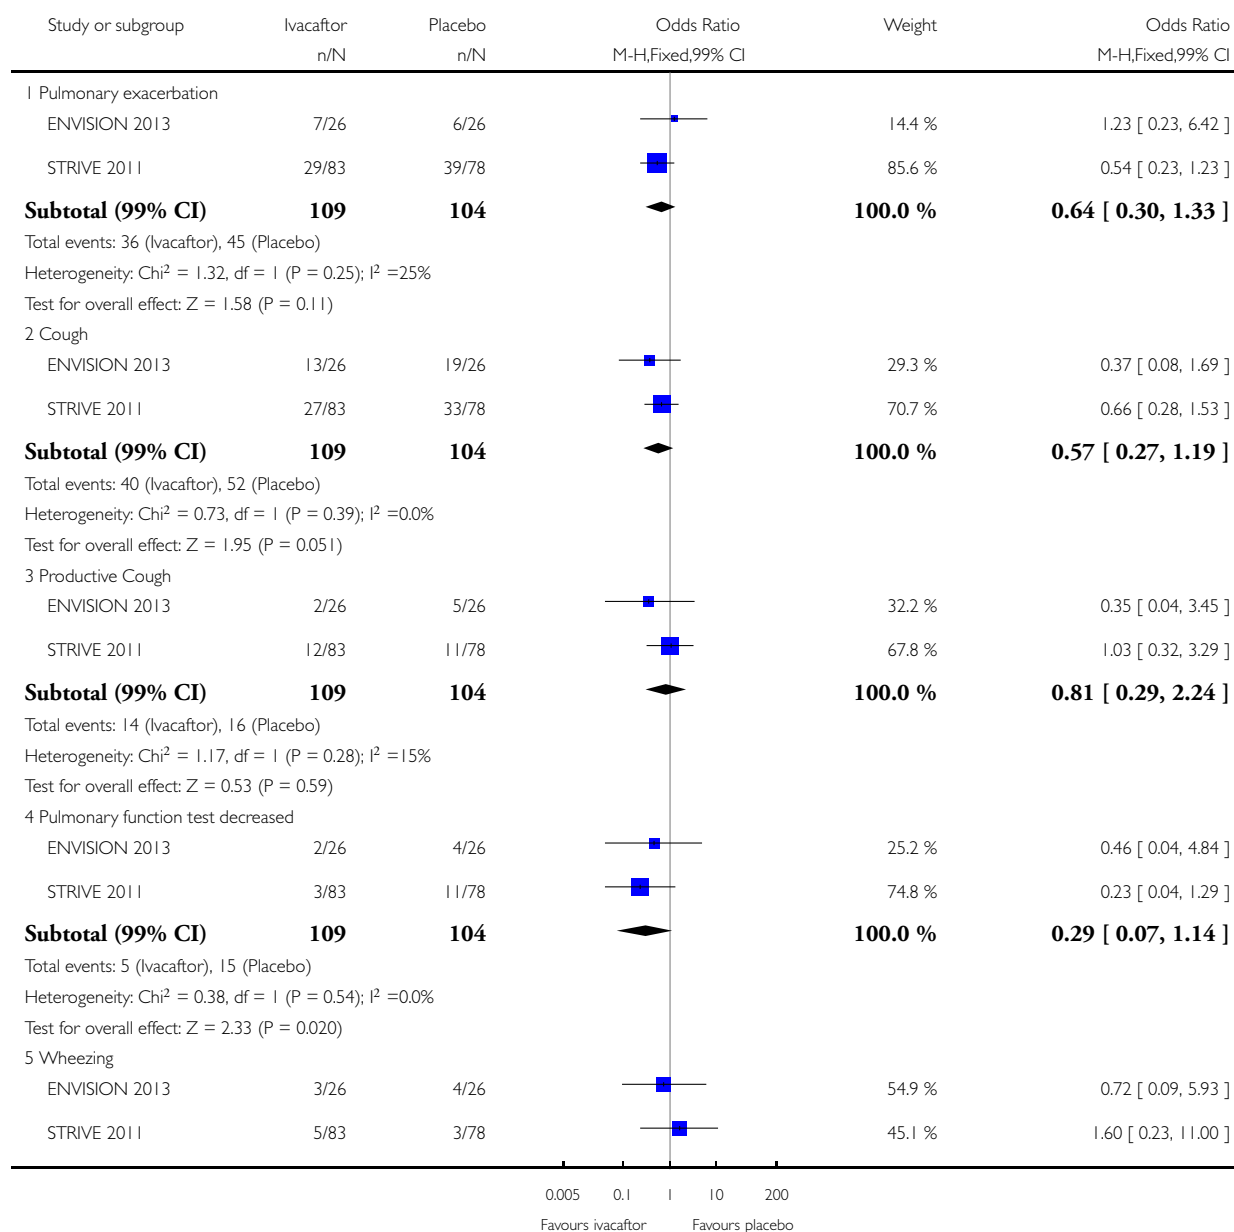 Study or subgroup Ivacaftor Placebo Odds Ratio Weight Odds Ratio
n/N n/N M-H,Fixed,99% CI M-H,Fixed,99% CI
1 Pulmonary exacerbation
ENVISION 2013 7/26 6/26 14.4 % 1.23 [ 0.23, 6.42 ]
STRIVE 2011 29/83 39/78 85.6 % 0.54 [ 0.23, 1.23 ]
Subtotal (99% CI) 109 104 100.0 % 0.64 [ 0.30, 1.33 ]
Total events: 36 (Ivacaftor), 45 (Placebo)
Heterogeneity: Chi² = 1.32, df = 1 (P = 0.25); I² =25%
Test for overall effect: Z = 1.58 (P = 0.11)
2 Cough
ENVISION 2013 13/26 19/26 29.3 % 0.37 [ 0.08, 1.69 ]
STRIVE 2011 27/83 33/78 70.7 % 0.66 [ 0.28, 1.53 ]
Subtotal (99% CI) 109 104 100.0 % 0.57 [ 0.27, 1.19 ]
Total events: 40 (Ivacaftor), 52 (Placebo)
Heterogeneity: Chi² = 0.73, df = 1 (P = 0.39); I² =0.0%
Test for overall effect: Z = 1.95 (P = 0.051)
3 Productive Cough
ENVISION 2013 2/26 5/26 32.2 % 0.35 [ 0.04, 3.45 ]
STRIVE 2011 12/83 11/78 67.8 % 1.03 [ 0.32, 3.29 ]
Subtotal (99% CI) 109 104 100.0 % 0.81 [ 0.29, 2.24 ]
Total events: 14 (Ivacaftor), 16 (Placebo)
Heterogeneity: Chi² = 1.17, df = 1 (P = 0.28); I² =15%
Test for overall effect: Z = 0.53 (P = 0.59)
4 Pulmonary function test decreased
ENVISION 2013 2/26 4/26 25.2 % 0.46 [ 0.04, 4.84 ]
STRIVE 2011 3/83 11/78 74.8 % 0.23 [ 0.04, 1.29 ]
Subtotal (99% CI) 109 104 100.0 % 0.29 [ 0.07, 1.14 ]
Total events: 5 (Ivacaftor), 15 (Placebo)
Heterogeneity: Chi² = 0.38, df = 1 (P = 0.54); I² =0.0%
Test for overall effect: Z = 2.33 (P = 0.020)
5 Wheezing
ENVISION 2013 3/26 4/26 54.9 % 0.72 [ 0.09, 5.93 ]
STRIVE 2011 5/83 3/78 45.1 % 1.60 [ 0.23, 11.00 ]
0.005 0.1 1 10 200
Favours ivacaftor Favours placebo